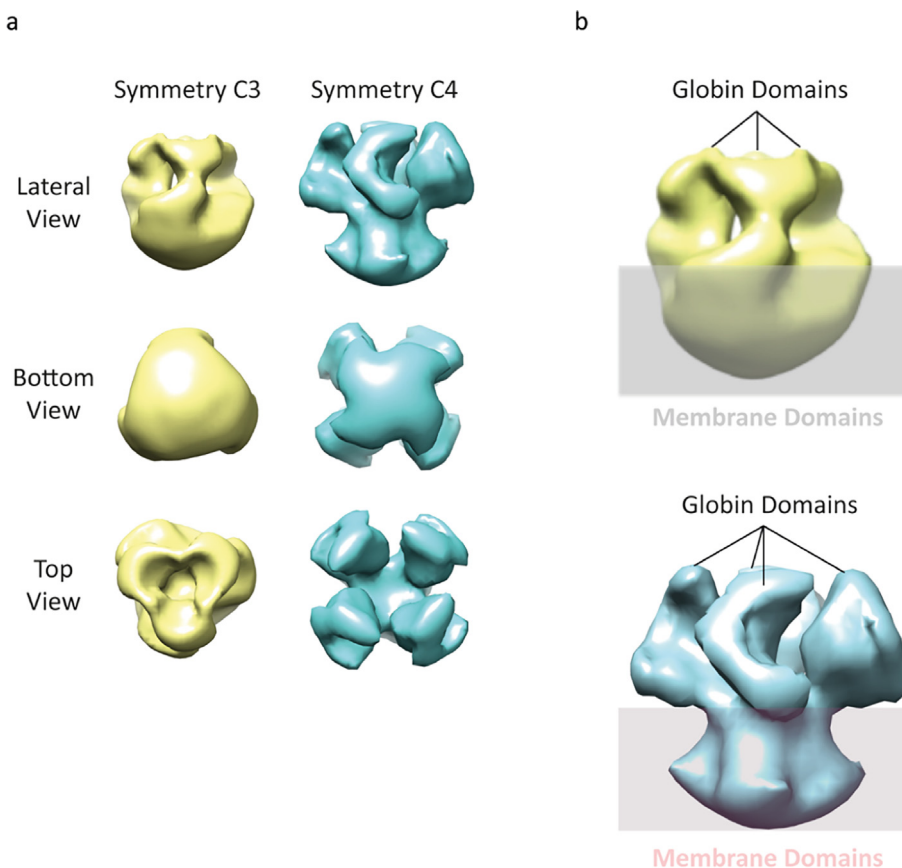 a
b
Symmetry C3
Symmetry C4
Lateral
View
Bottom
View
Top
View
Globin Domains
Membrane Domains
Globin Domains
Membrane Domains